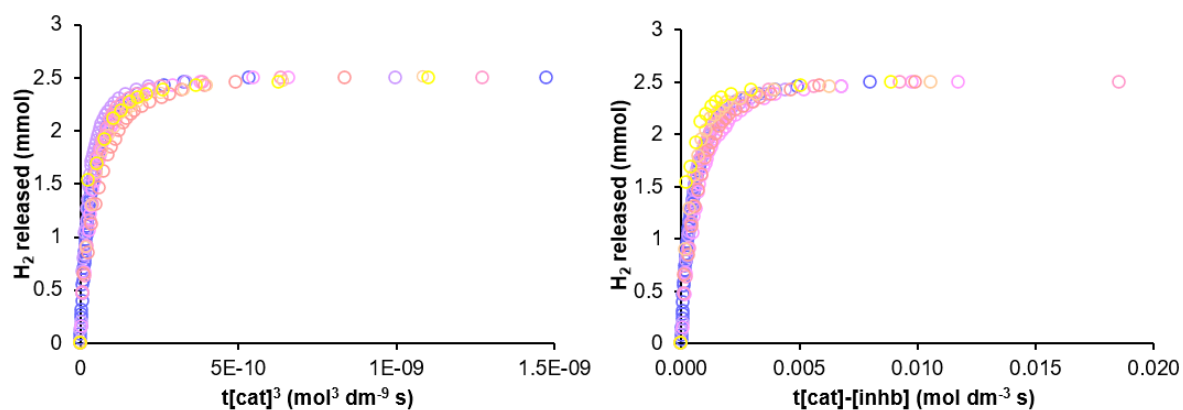 3
2.5
2
1.5
1
0.5
0
H₂ released (mmol)
0 5E-10 1E-09 1.5E-09
t[cat]³ (mol³ dm⁻⁹ s)
3
2.5
2
1.5
1
0.5
0
H₂ released (mmol)
0.000 0.005 0.010 0.015 0.020
t[cat]-[inhb] (mol dm⁻³ s)